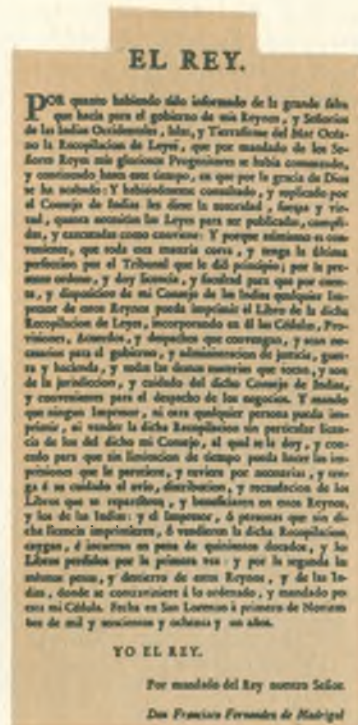 EL REY.
POR quanto habiendo sido informado de la grande falta
que hacia para el gobierno de mis Reynos, y Señorios
de las Indias Occidentales, Islas, y Tierrafirme del Mar Océa-
no la Recopilacion de Leyes, que por mandado de los Se-
ñores Reyes mis gloriosos Progenitores se habia comenzado,
y continuado hasta este tiempo, en que por la gracia de Dios
se ha acabado: Y habiendoseme consultado, y suplicado por
el Consejo de Indias les diese la autoridad, fuerza y vir-
tud, quanta necesitan las Leyes para ser publicadas, cumpli-
das, y executadas como conviene: Y porque asimismo es con-
veniente, que toda esta materia corra, y tenga la última
perfeccion por el Tribunal que le dió principio; por la pre-
sente ordeno, y doy licencia, y facultad para que por cuen-
ta, y disposicion de mi Consejo de las Indias qualquier Im-
presor de estos Reynos pueda imprimir el Libro de la dicha
Recopilacion de Leyes, incorporando en él las Cédulas, Pro-
visiones, Acuerdos, y despachos que convengan, y sean ne-
cesarios para el gobierno, y administracion de justicia, guer-
ra y hacienda, y todas las demas materias que tocan, y son
de la jurisdiccion, y cuidado del dicho Consejo de Indias,
y convenientes para el despacho de los negocios. Y mando
que ningun Impresor, ni otra qualquier persona pueda im-
primir, ni vender la dicha Recopilacion sin particular licen-
cia de los del dicho mi Consejo, al qual se la doy, y con-
cedo para que sin limitacion de tiempo pueda hacer las im-
presiones que le pareciere, y tuviere por necesarias, y ten-
ga á su cuidado el avío, distribucion, y recaudacion de los
Libros que se repartieren, y beneficiaren en estos Reynos,
y los de las Indias: y el Impresor, ó personas que sin di-
cha licencia imprimieren, ó vendieren la dicha Recopilacion
caygan, é incurran en pena de quinientos ducados, y los
Libros perdidos por la primera vez: y por la segunda las
mismas penas, y destierro de estos Reynos, y de las In-
dias, donde se contraviniere á lo ordenado, y mandado por
esta mi Cédula. Fecha en San Lorenzo á primero de Noviem
bre de mil y seiscientos y ochenta y un años.
YO EL REY.
Por mandado del Rey nuestro Señor.
Don Francisco Fernandez de Madrigal